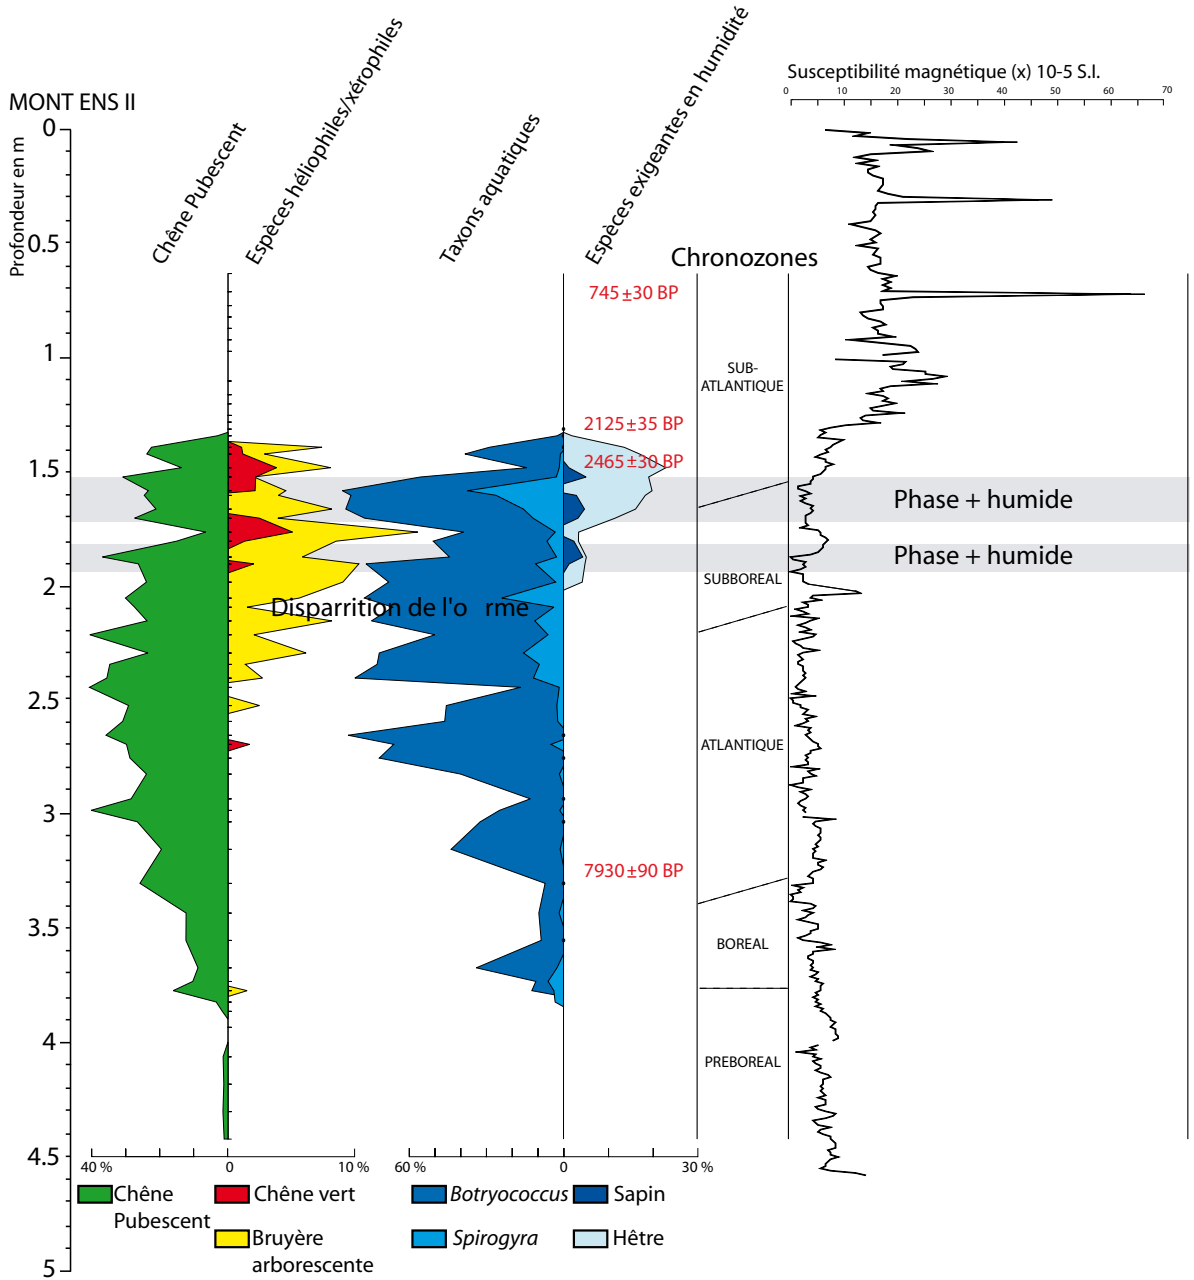 MONT ENS II
Profondeur en m
Chêne Pubescent
Espèces héliophiles/xérophiles
Taxons aquatiques
Espèces exigeantes en humidité
Chronozones
Susceptibilité magnétique (x) 10-5 S.I.
0 10 20 30 40 50 60 70
0
0.5
1
1.5
2
2.5
3
3.5
4
4.5
5
745±30 BP
2125±35 BP
2465±30 BP
7930±90 BP
SUB-
ATLANTIQUE
SUBBOREAL
ATLANTIQUE
BOREAL
PREBOREAL
Phase + humide
Phase + humide
Disparrition de l'o rme
40 % 0 10 % 60 % 0 30 %
Chêne
Pubescent
Chêne vert
Bruyère
arborescente
Botryococcus
Spirogyra
Sapin
Hêtre